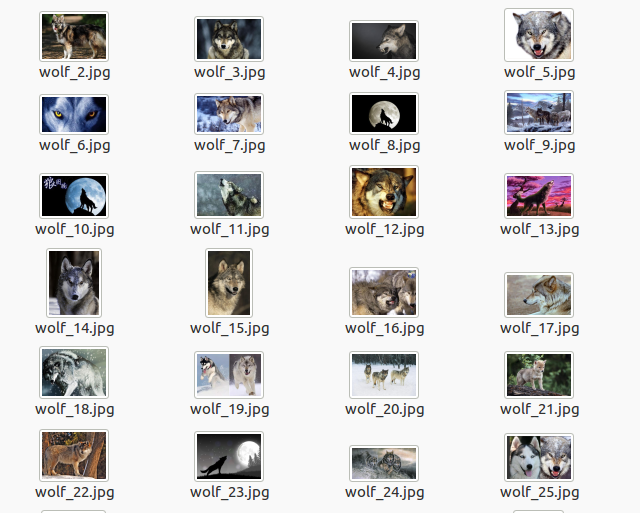 wolf_2.jpg wolf_3.jpg wolf_4.jpg wolf_5.jpg
wolf_6.jpg wolf_7.jpg wolf_8.jpg wolf_9.jpg
wolf_10.jpg wolf_11.jpg wolf_12.jpg wolf_13.jpg
wolf_14.jpg wolf_15.jpg wolf_16.jpg wolf_17.jpg
wolf_18.jpg wolf_19.jpg wolf_20.jpg wolf_21.jpg
wolf_22.jpg wolf_23.jpg wolf_24.jpg wolf_25.jpg